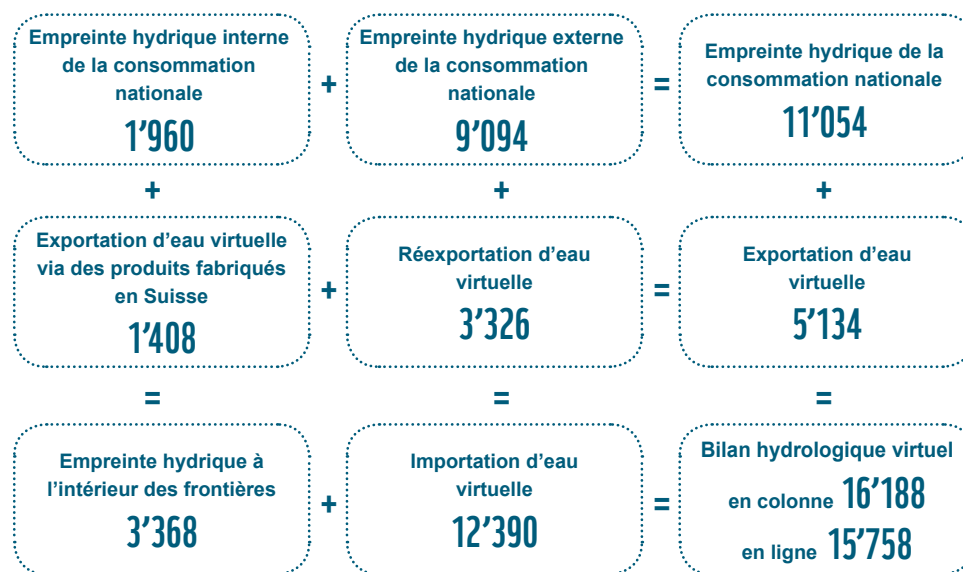 Empreinte hydrique interne
de la consommation
nationale
1’960
+
Empreinte hydrique externe
de la consommation
nationale
9’094
=
Empreinte hydrique de la
consommation nationale
11’054
+
+
+
Exportation d’eau virtuelle
via des produits fabriqués
en Suisse
1’408
+
Réexportation d’eau
virtuelle
3’326
=
Exportation d’eau
virtuelle
5’134
=
=
=
Empreinte hydrique à
l’intérieur des frontières
3’368
+
Importation d’eau
virtuelle
12’390
=
Bilan hydrologique virtuel
en colonne 16’188
en ligne 15’758